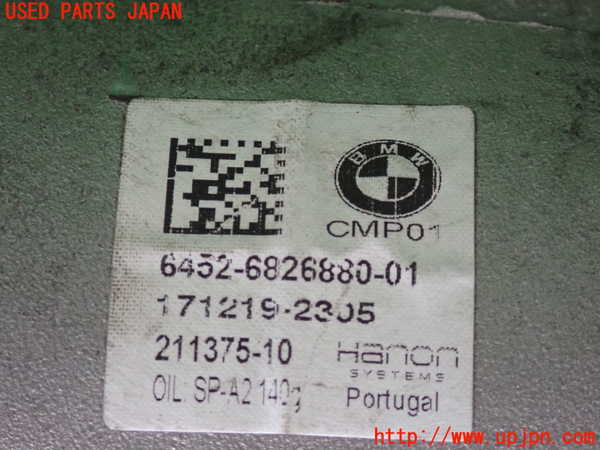 USED PARTS JAPAN
BMW
CMP01
6452-6826880-01
171219-2305
211375-10
Hanon
SYSTEMS
OIL: SP-A2 140g
Portugal
http://www.upjpn.com/